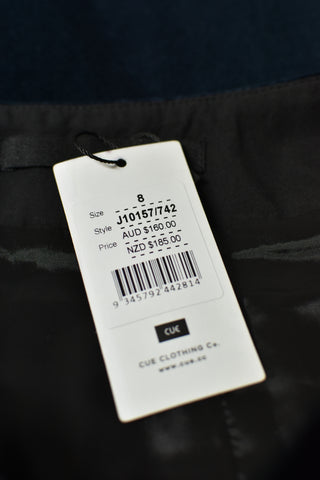 Size 8
Style J10157/742
Price AUD $160.00
NZD $185.00
9 345792 442814
CUE
CUE CLOTHING Co.
www.cue.cc